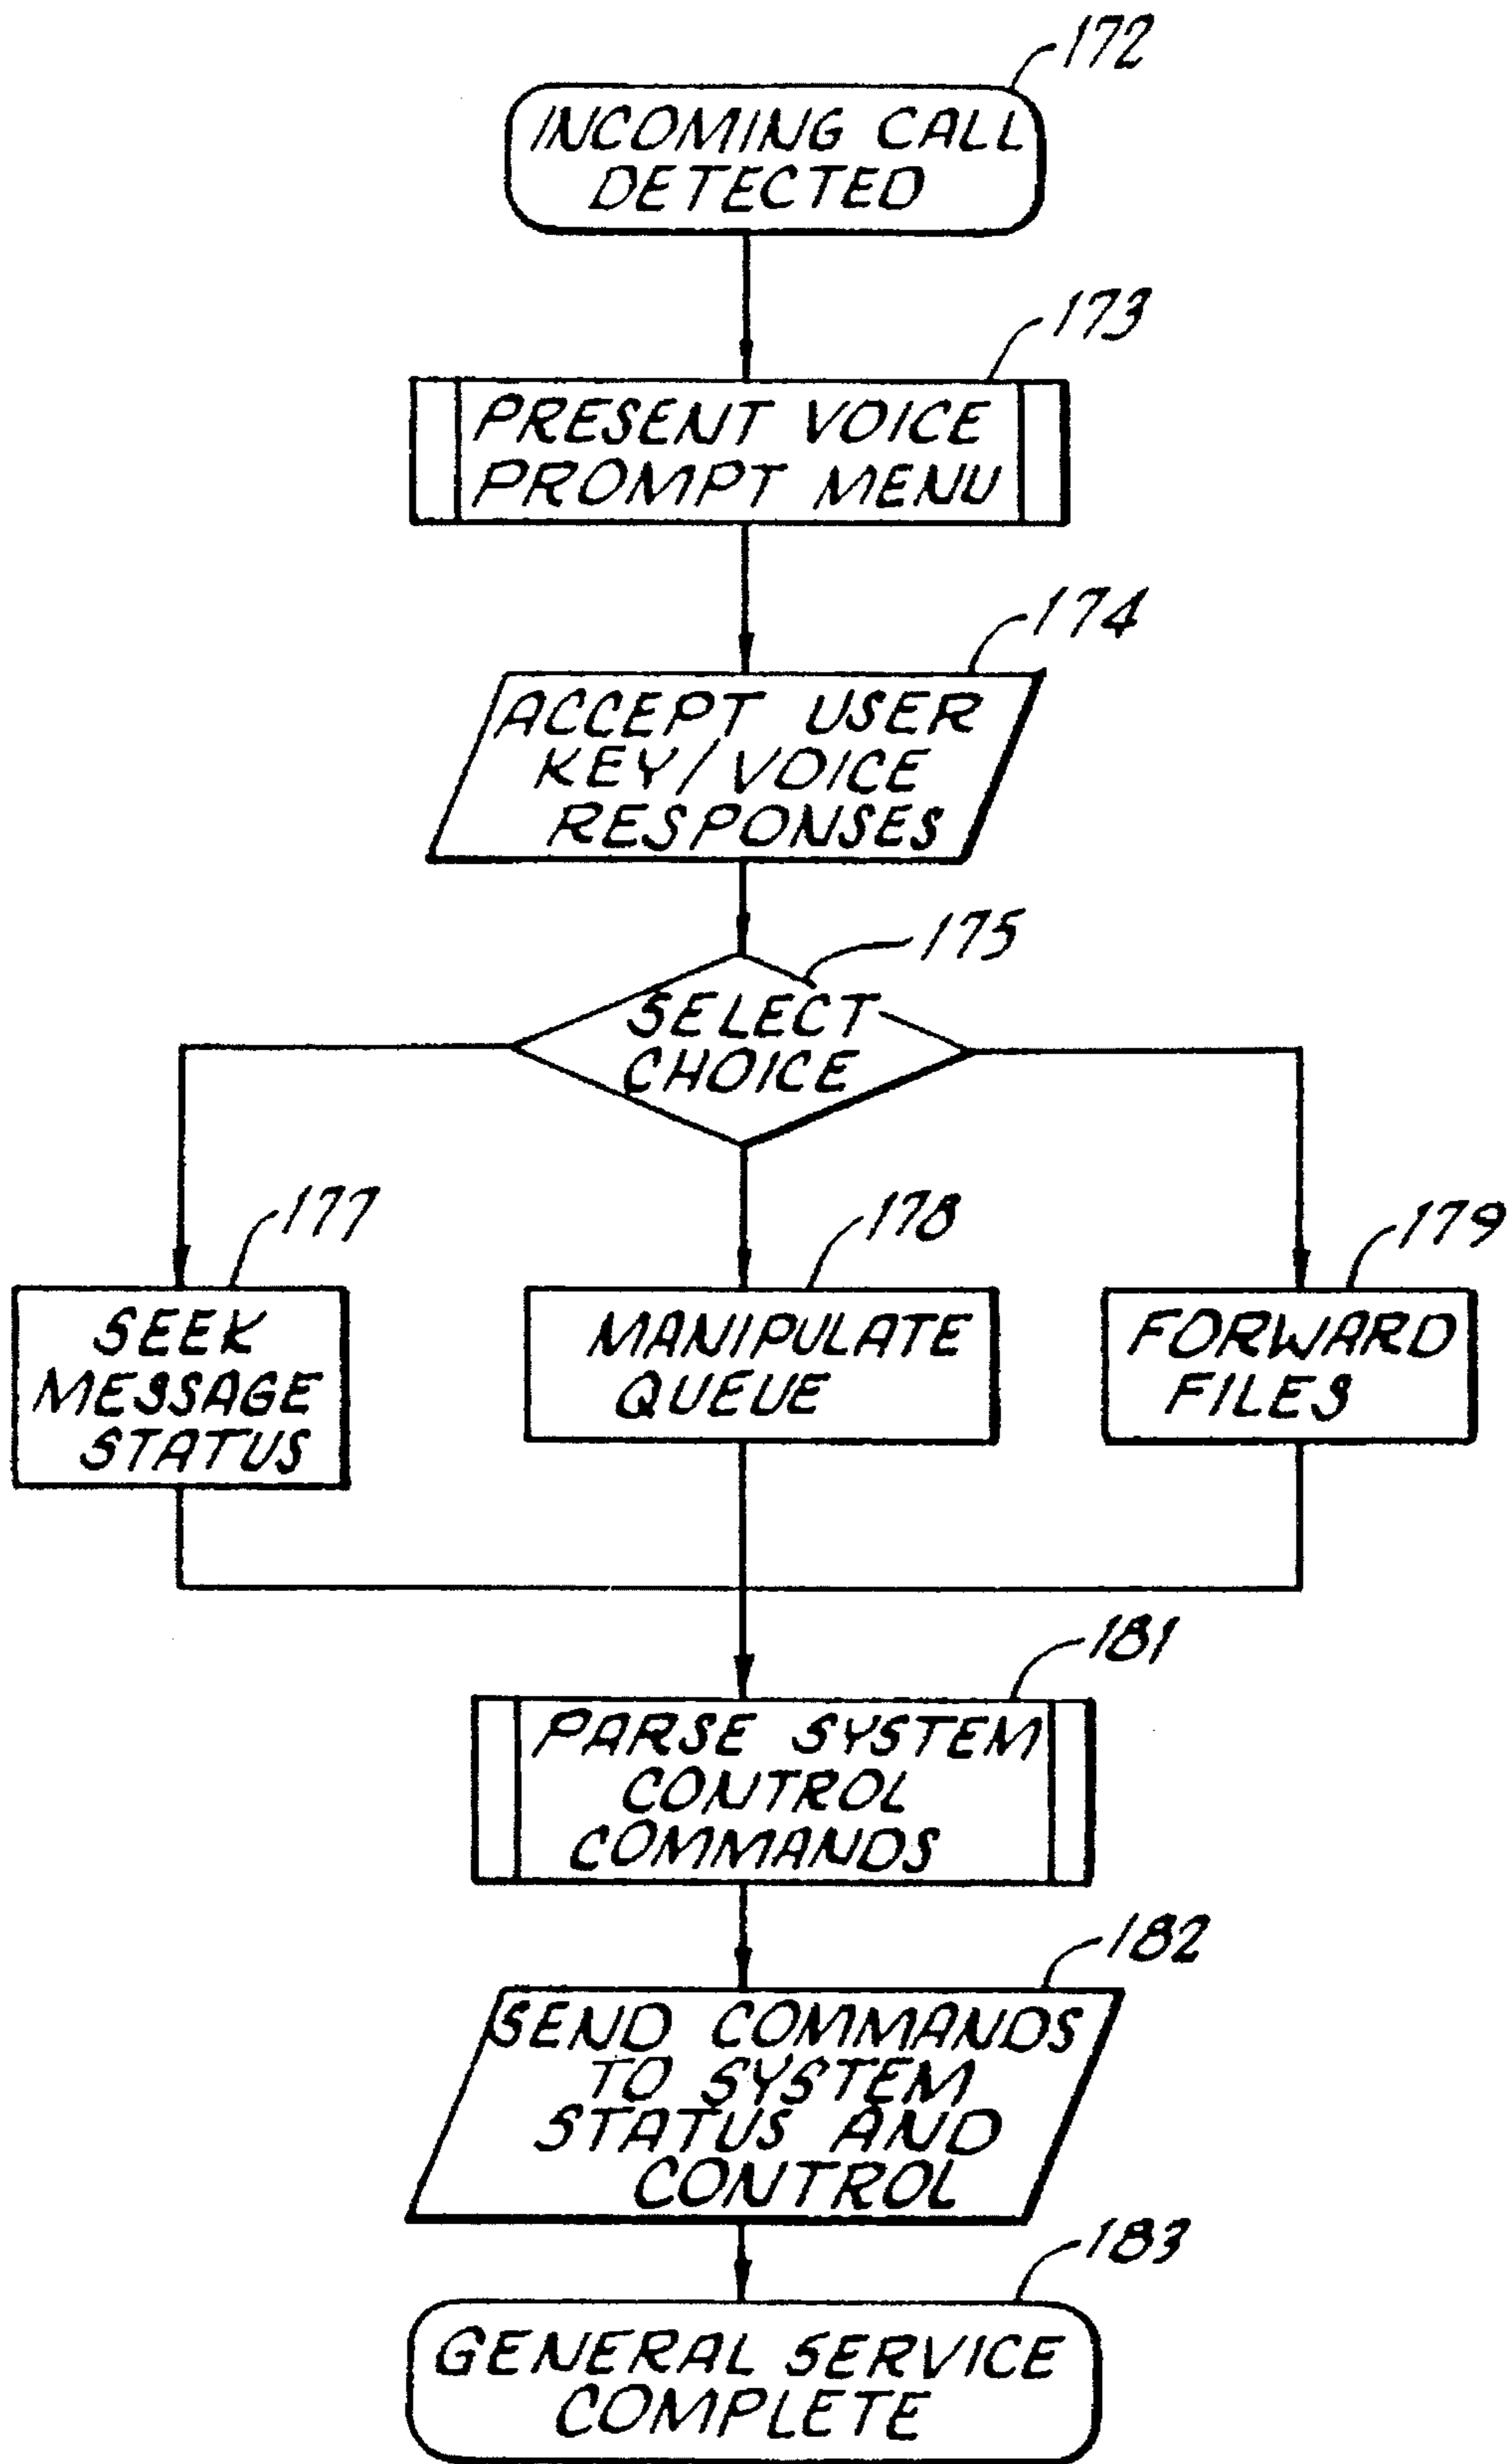 172
INCOMING CALL
DETECTED
173
PRESENT VOICE
PROMPT MENU
174
ACCEPT USER
KEY/VOICE
RESPONSES
175
SELECT
CHOICE
177
178
179
SEEK
MESSAGE
STATUS
MANIPULATE
QUEUE
FORWARD
FILES
181
PARSE SYSTEM
CONTROL
COMMANDS
182
SEND COMMANDS
TO SYSTEM
STATUS AND
CONTROL
183
GENERAL SERVICE
COMPLETE